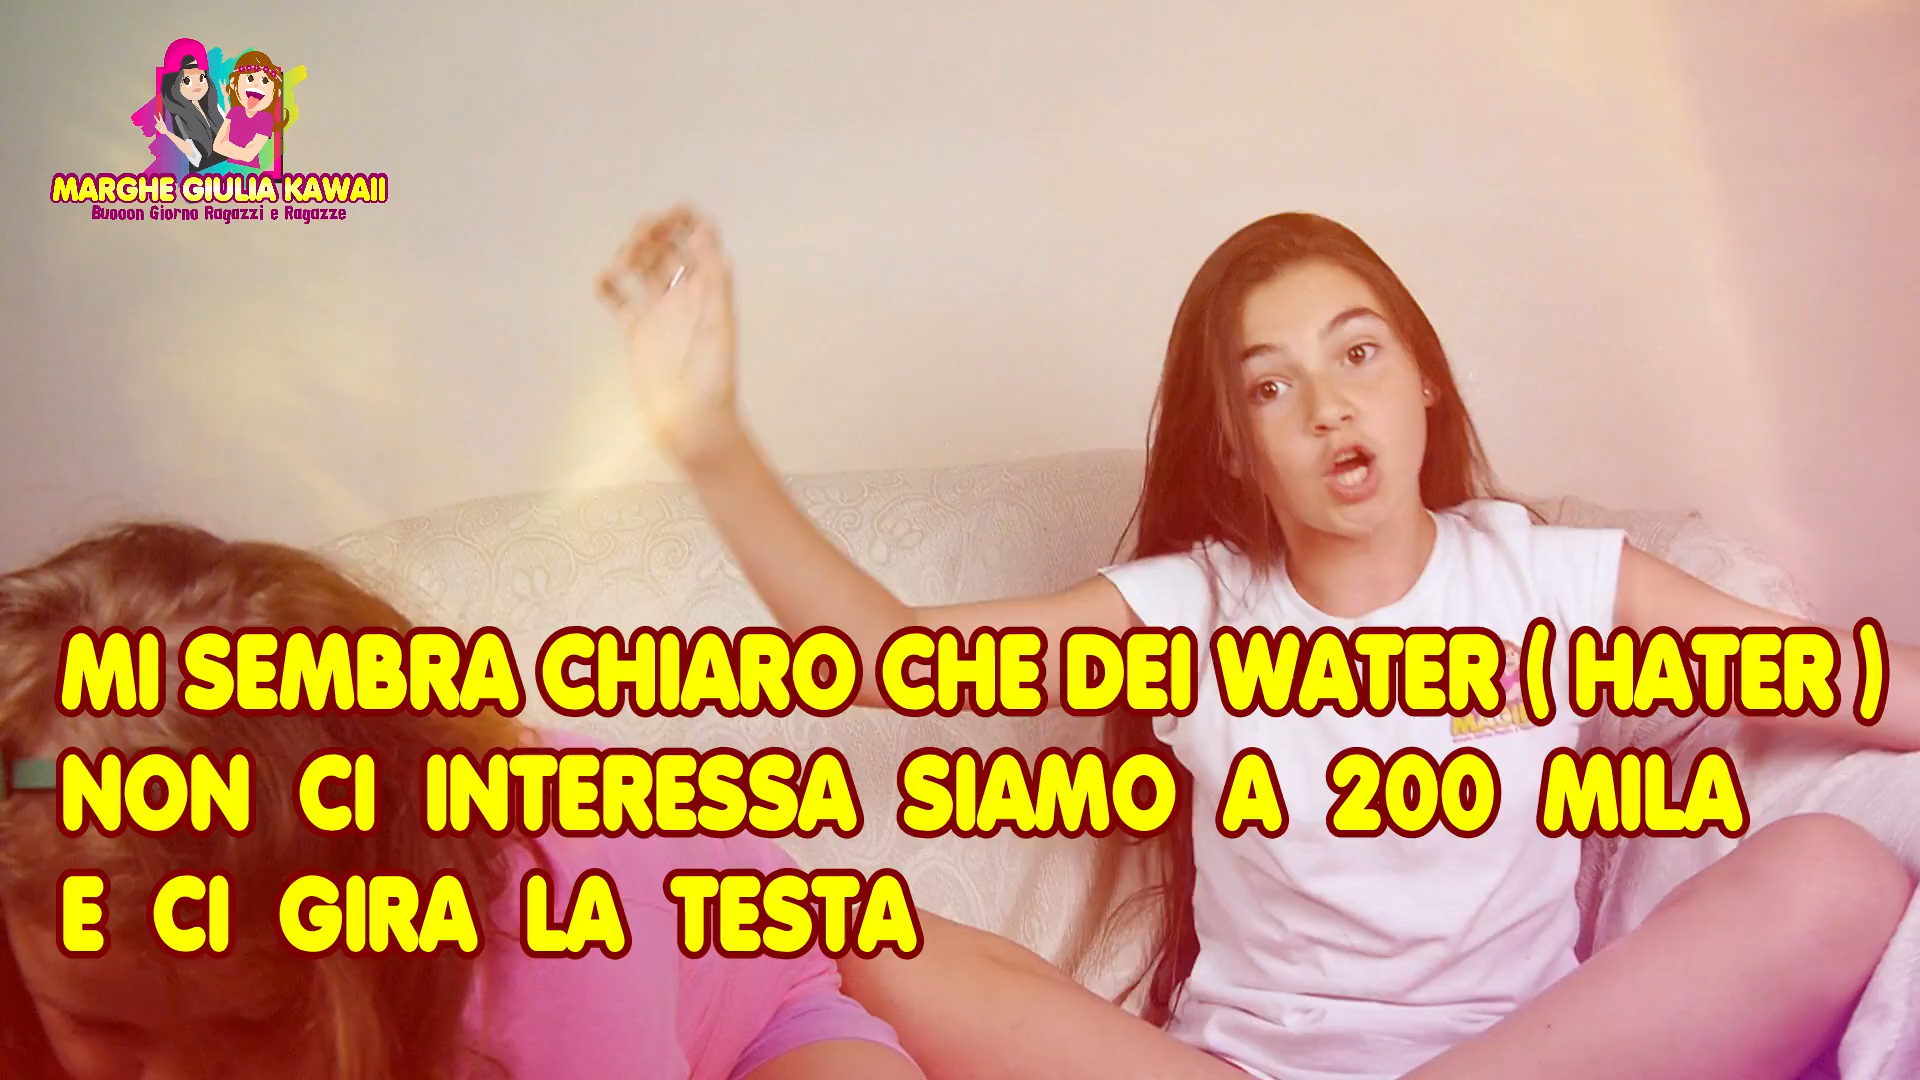 MARGHE GIULIA KAWAII
Buooon Giorno Ragazzi e Ragazze
MI SEMBRA CHIARO CHE DEI WATER ( HATER )
NON CI INTERESSA SIAMO A 200 MILA
E CI GIRA LA TESTA